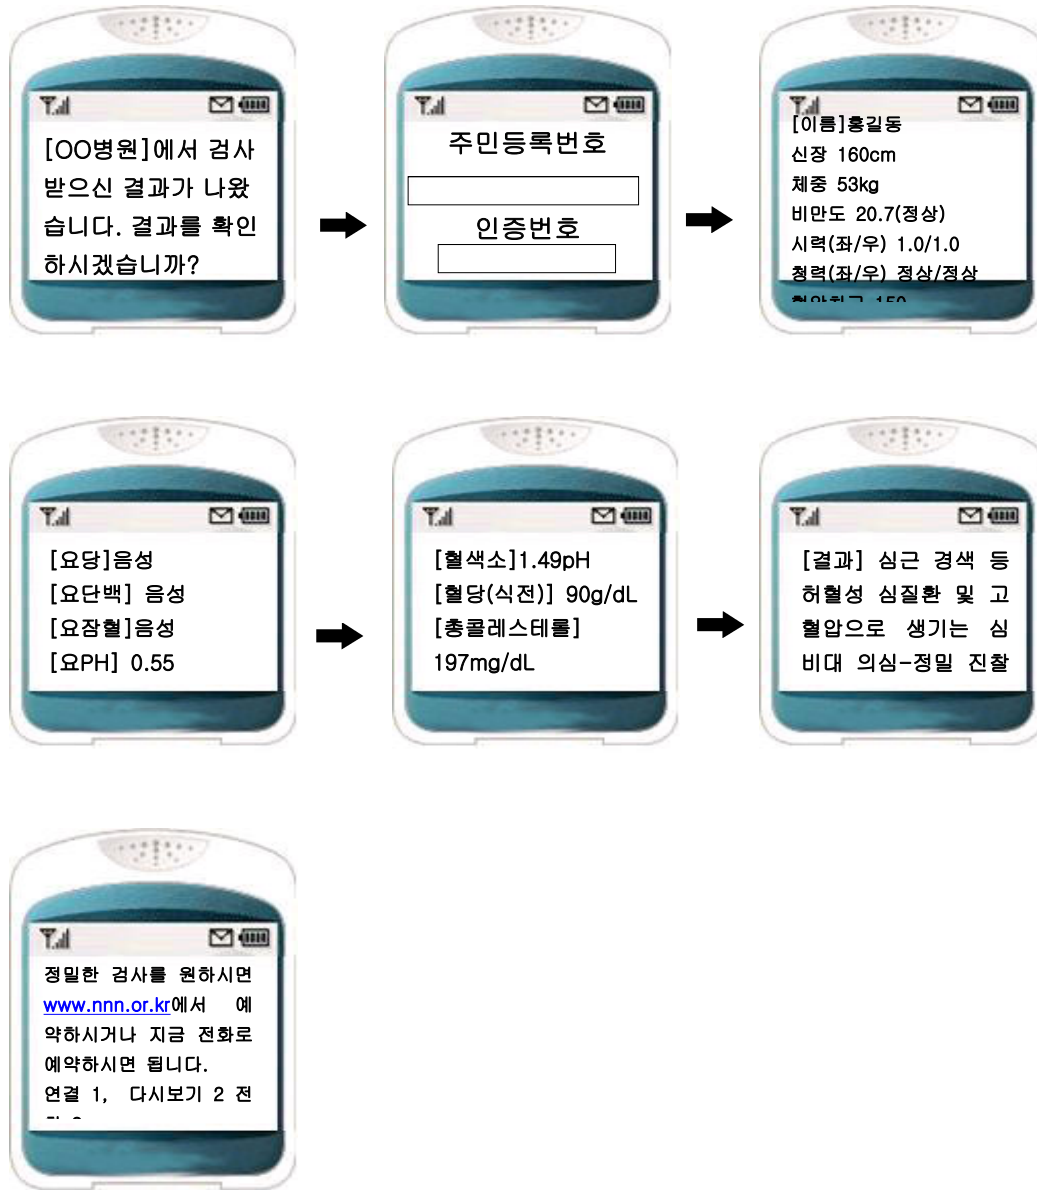 [OO병원]에서 검사
받으신 결과가 나왔
습니다. 결과를 확인
하시겠습니까?
주민등록번호
인증번호
[이름]홍길동
신장 160cm
체중 53kg
비만도 20.7(정상)
시력(좌/우) 1.0/1.0
청력(좌/우) 정상/정상
[요당]음성
[요단백] 음성
[요잠혈]음성
[요PH] 0.55
[혈색소]1.49pH
[혈당(식전)] 90g/dL
[총콜레스테롤]
197mg/dL
[결과] 심근 경색 등
허혈성 심질환 및 고
혈압으로 생기는 심
비대 의심-정밀 진찰
정밀한 검사를 원하시면
www.nnn.or.kr에서 예
약하시거나 지금 전화로
예약하시면 됩니다.
연결 1, 다시보기 2 전